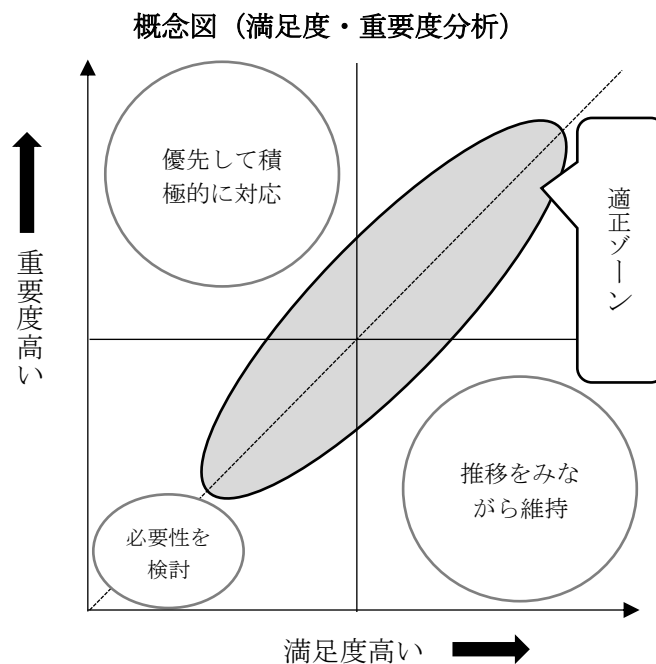 概念図（満足度・重要度分析）
優先して積
極的に対応
適正ゾーン
重要度高い
推移をみな
がら維持
必要性を
検討
満足度高い